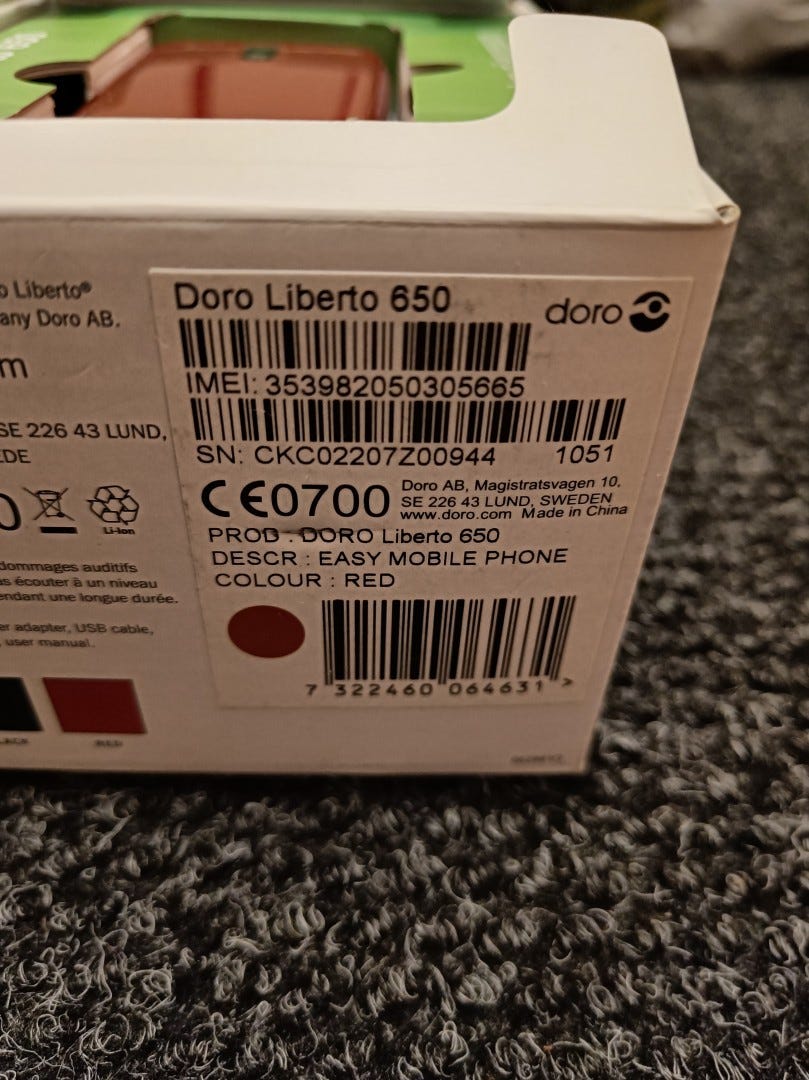 o Liberto®
any Doro AB.
m
SE 226 43 LUND,
EDE
Li-Ion
dommages auditifs
as écouter à un niveau
endant une longue durée.
er adapter, USB cable,
, user manual.
LACK
RED
Doro Liberto 650
doro
IMEI: 353982050305665
SN: CKC02207Z00944 1051
CE0700
Doro AB, Magistratsvagen 10,
SE 226 43 LUND, SWEDEN
www.doro.com Made in China
PROD : DORO Liberto 650
DESCR : EASY MOBILE PHONE
COLOUR : RED
7 322460 064631 >